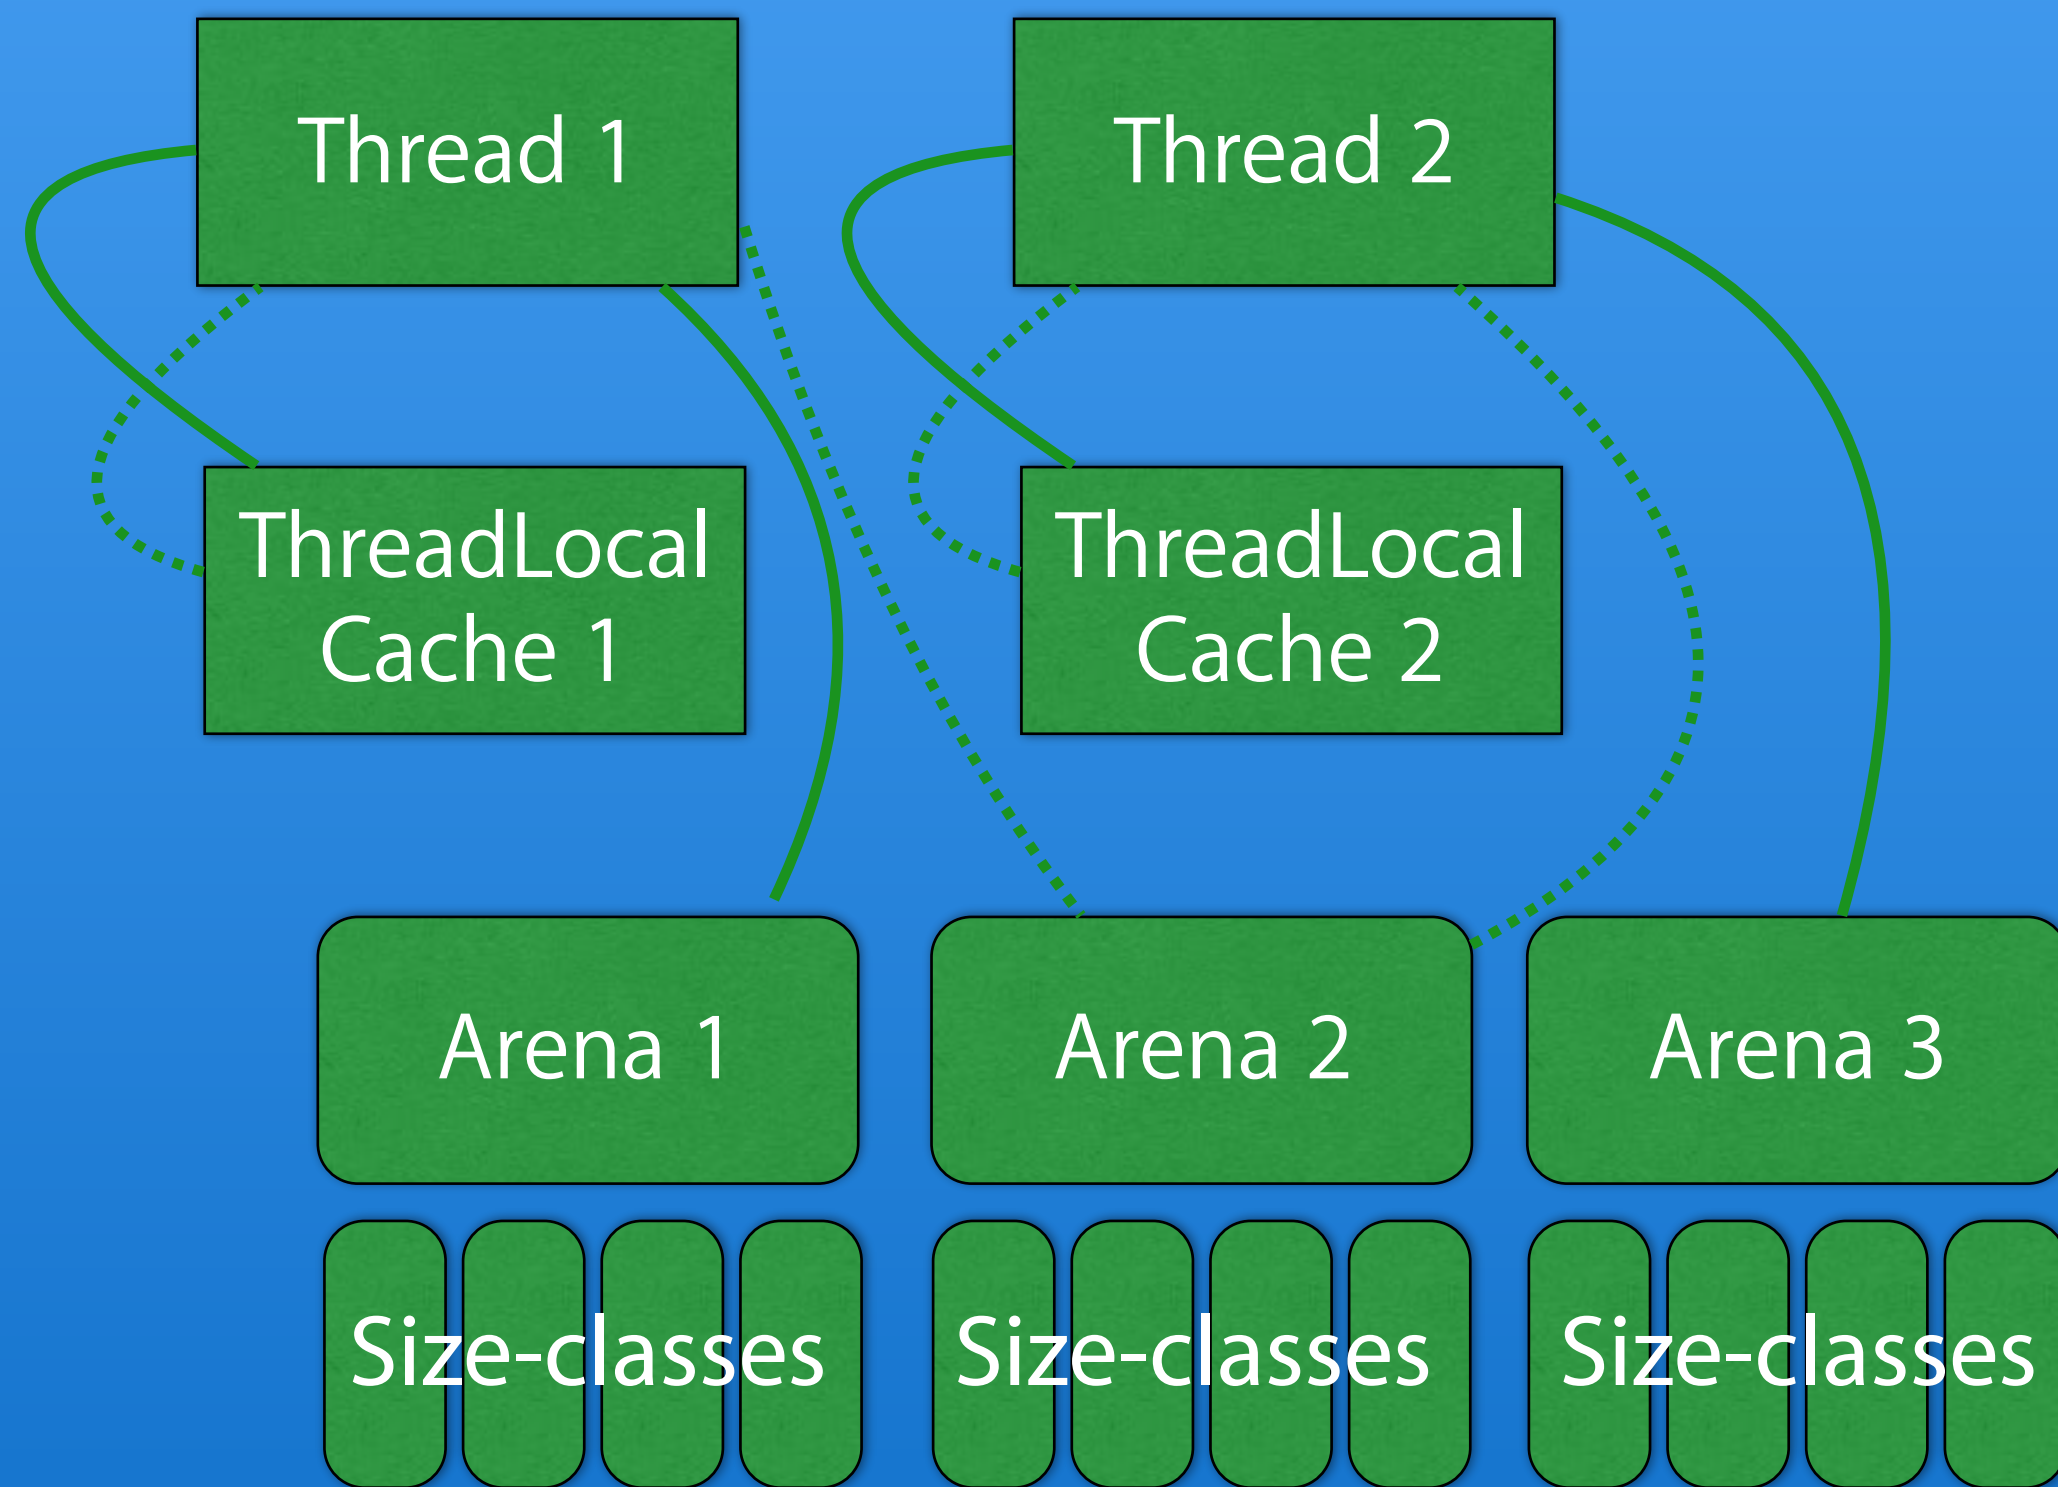 Thread 1
Thread 2
ThreadLocal
Cache 1
ThreadLocal
Cache 2
Arena 1
Arena 2
Arena 3
Size-classes
Size-classes
Size-classes